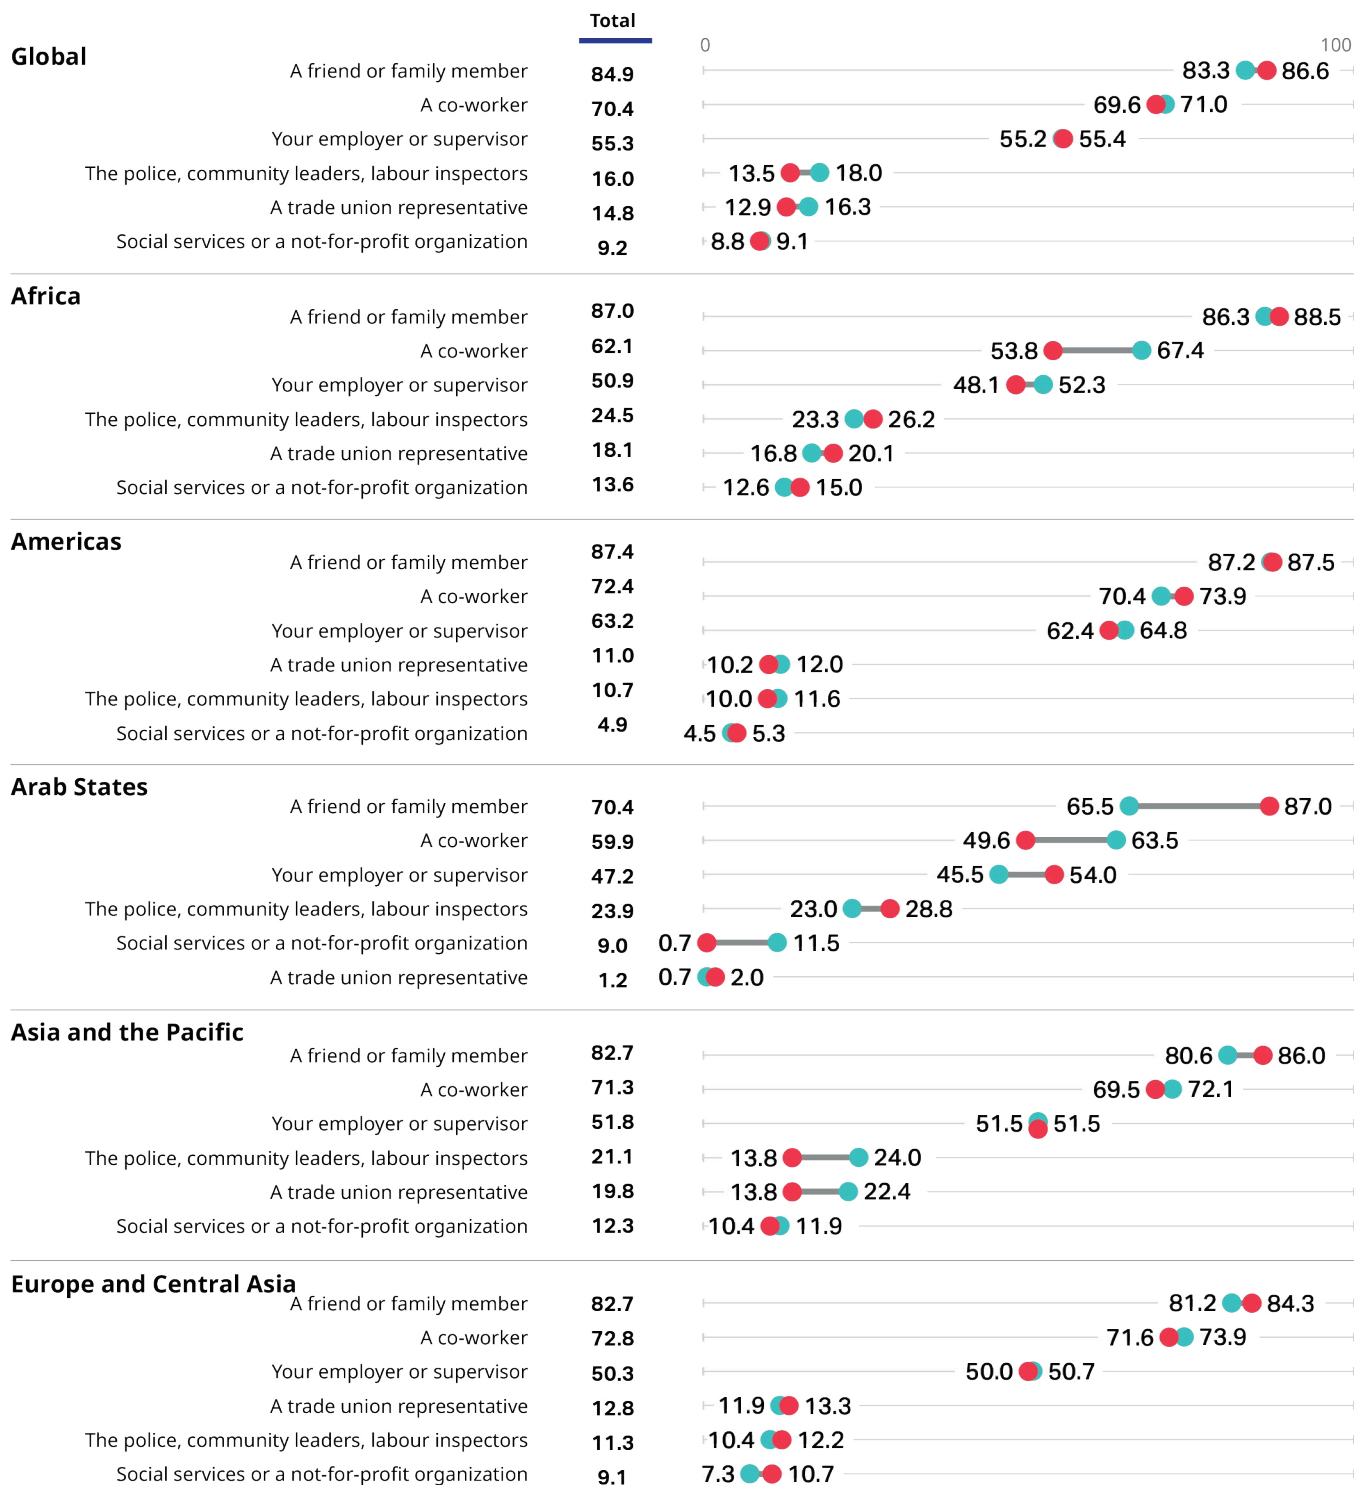 Total
0 100
Global
A friend or family member 84.9 83.3 86.6
A co-worker 70.4 69.6 71.0
Your employer or supervisor 55.3 55.2 55.4
The police, community leaders, labour inspectors 16.0 13.5 18.0
A trade union representative 14.8 12.9 16.3
Social services or a not-for-profit organization 9.2 8.8 9.1
Africa
A friend or family member 87.0 86.3 88.5
A co-worker 62.1 53.8 67.4
Your employer or supervisor 50.9 48.1 52.3
The police, community leaders, labour inspectors 24.5 23.3 26.2
A trade union representative 18.1 16.8 20.1
Social services or a not-for-profit organization 13.6 12.6 15.0
Americas
A friend or family member 87.4 87.2 87.5
A co-worker 72.4 70.4 73.9
Your employer or supervisor 63.2 62.4 64.8
A trade union representative 11.0 10.2 12.0
The police, community leaders, labour inspectors 10.7 10.0 11.6
Social services or a not-for-profit organization 4.9 4.5 5.3
Arab States
A friend or family member 70.4 65.5 87.0
A co-worker 59.9 49.6 63.5
Your employer or supervisor 47.2 45.5 54.0
The police, community leaders, labour inspectors 23.9 23.0 28.8
Social services or a not-for-profit organization 9.0 0.7 11.5
A trade union representative 1.2 0.7 2.0
Asia and the Pacific
A friend or family member 82.7 80.6 86.0
A co-worker 71.3 69.5 72.1
Your employer or supervisor 51.8 51.5 51.5
The police, community leaders, labour inspectors 21.1 13.8 24.0
A trade union representative 19.8 13.8 22.4
Social services or a not-for-profit organization 12.3 10.4 11.9
Europe and Central Asia
A friend or family member 82.7 81.2 84.3
A co-worker 72.8 71.6 73.9
Your employer or supervisor 50.3 50.0 50.7
A trade union representative 12.8 11.9 13.3
The police, community leaders, labour inspectors 11.3 10.4 12.2
Social services or a not-for-profit organization 9.1 7.3 10.7